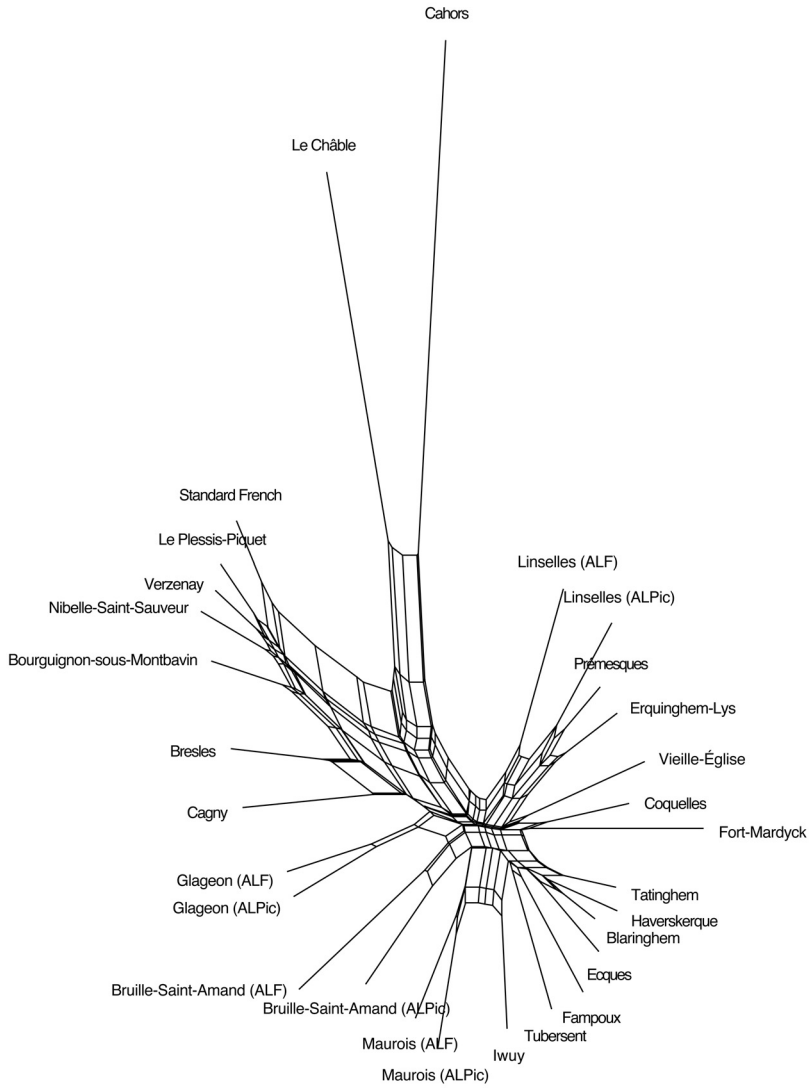 Cahors
Le Châble
Standard French
Le Plessis-Piquet
Verzenay
Nibelle-Saint-Sauveur
Bourguignon-sous-Montbavin
Bresles
Cagny
Glageon (ALF)
Glageon (ALPic)
Bruille-Saint-Amand (ALF)
Bruille-Saint-Amand (ALPic)
Maurois (ALF)
Maurois (ALPic)
Iwuy
Tubersent
Fampoux
Ecques
Blaringhem
Haverskerque
Tatinghem
Fort-Mardyck
Coquelles
Vieille-Église
Erquinghem-Lys
Prémesques
Linselles (ALPic)
Linselles (ALF)